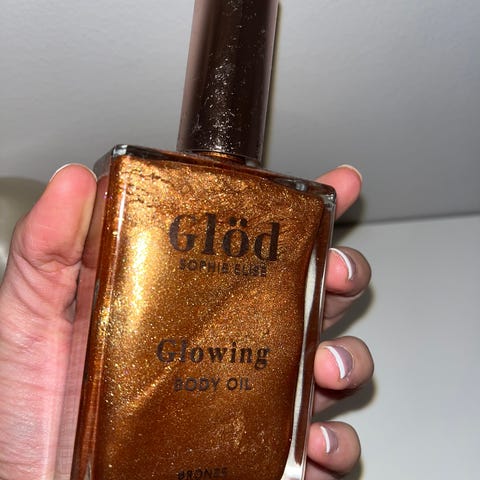 Glöd
SOPHIE ELISE
Glowing
BODY OIL
BRONZE